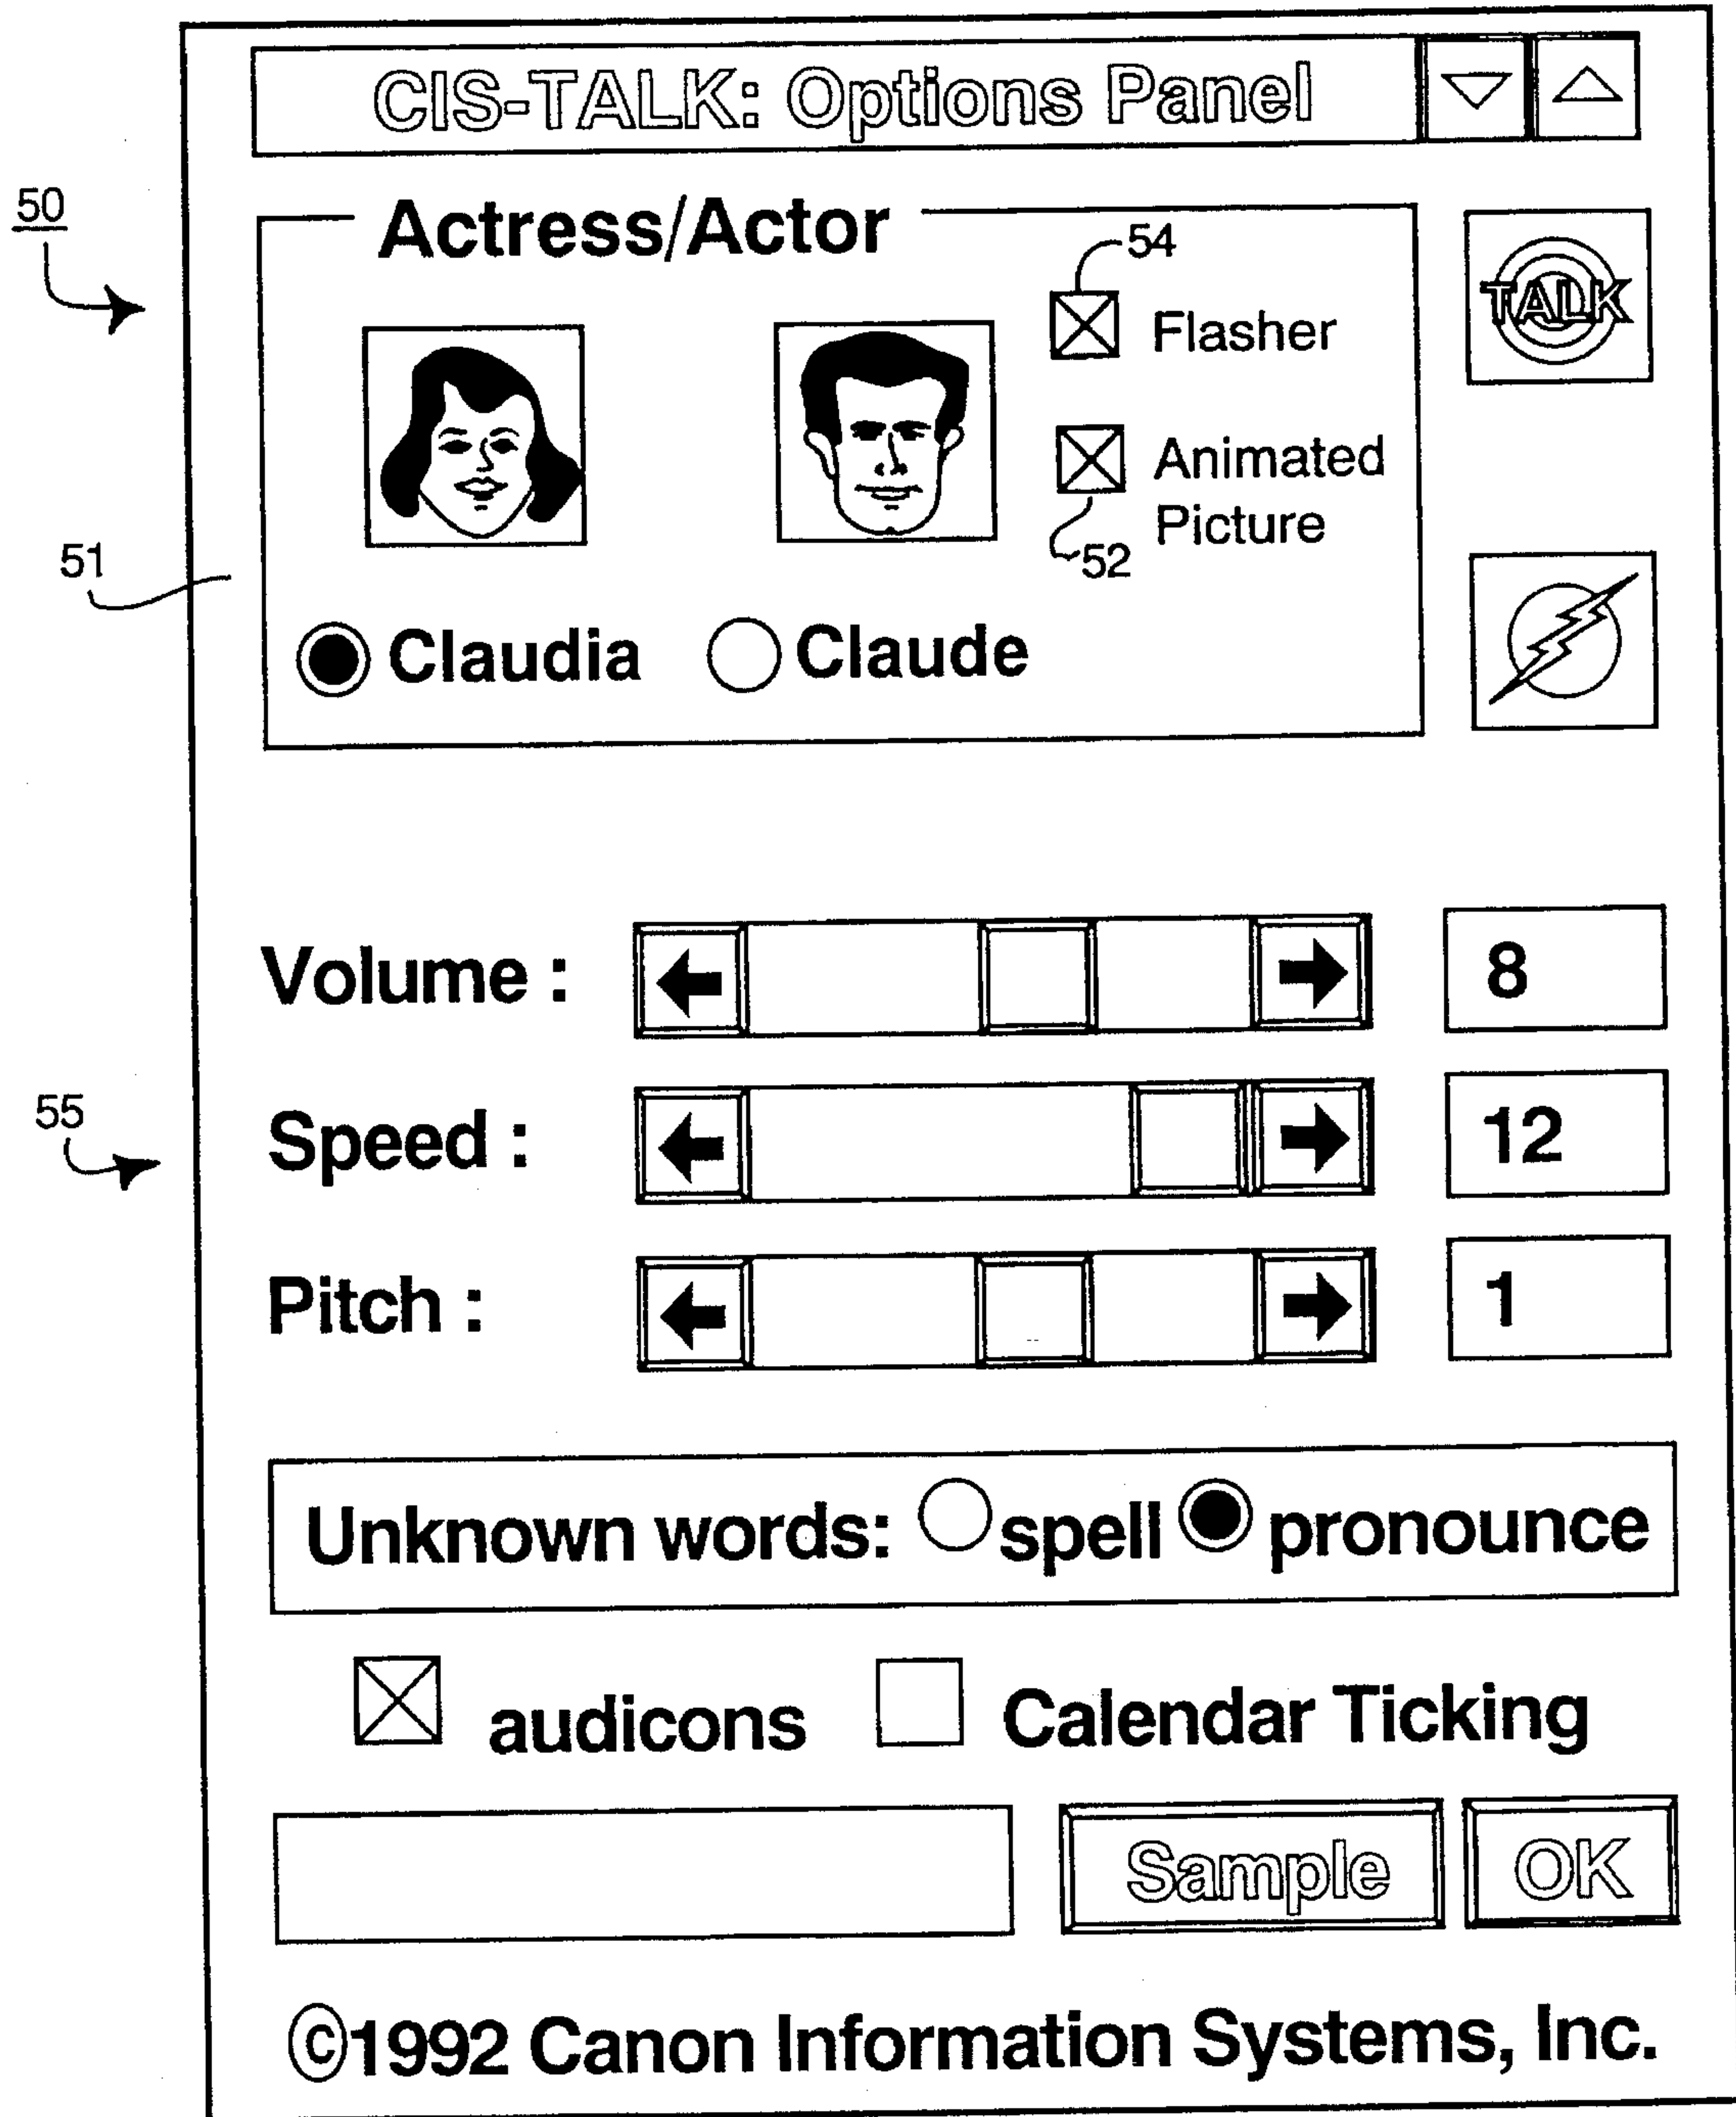 CIS-TALK: Options Panel
50
Actress/Actor
54
Flasher
TALK
Animated
Picture
52
51
Claudia Claude
Volume : 8
55
Speed : 12
Pitch : 1
Unknown words: spell pronounce
audicons Calendar Ticking
Sample OK
©1992 Canon Information Systems, Inc.